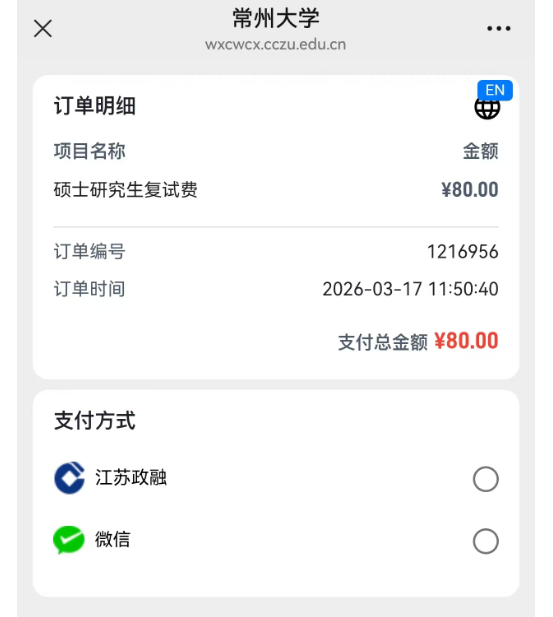 常州大学
wxcwcx.cczu.edu.cn
EN
订单明细
项目名称 金额
硕士研究生复试费 ¥80.00
订单编号 1216956
订单时间 2026-03-17 11:50:40
支付总金额 ¥80.00
支付方式
江苏政融
微信